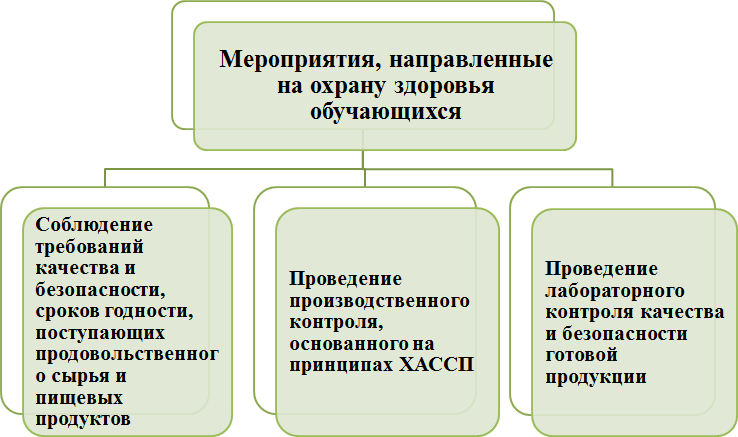 Мероприятия, направленные
на охрану здоровья
обучающихся
Соблюдение
требований
качества и
безопасности,
сроков годности,
поступающих
продовольственног
о сырья и
пищевых
продуктов
Проведение
производственного
контроля,
основанного на
принципах ХАССП
Проведение
лабораторного
контроля качества
и безопасности
готовой
продукции